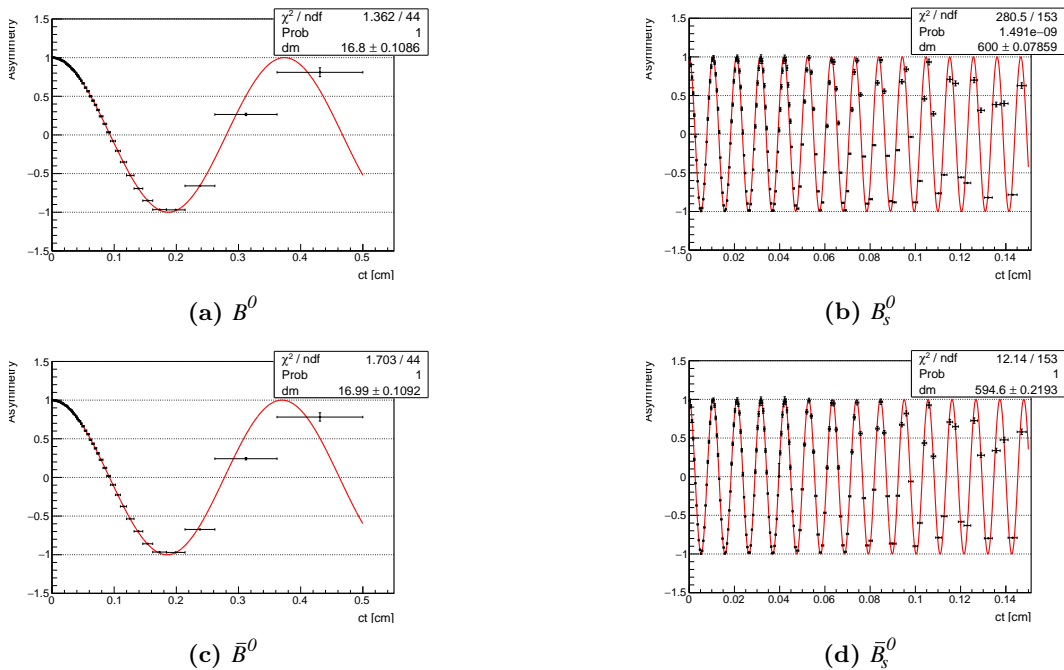 Asymmetry
1.5
1
0.5
0
−0.5
−1
−1.5
0 0.1 0.2 0.3 0.4 0.5
ct [cm]
χ² / ndf 1.362 / 44
Prob 1
dm 16.8 ± 0.1086
(a) B⁰
Asymmetry
1.5
1
0.5
0
−0.5
−1
−1.5
0 0.02 0.04 0.06 0.08 0.1 0.12 0.14
ct [cm]
χ² / ndf 280.5 / 153
Prob 1.491e−09
dm 600 ± 0.07859
(b) B⁰ₛ
Asymmetry
1.5
1
0.5
0
−0.5
−1
−1.5
0 0.1 0.2 0.3 0.4 0.5
ct [cm]
χ² / ndf 1.703 / 44
Prob 1
dm 16.99 ± 0.1092
(c) B̄⁰
Asymmetry
1.5
1
0.5
0
−0.5
−1
−1.5
0 0.02 0.04 0.06 0.08 0.1 0.12 0.14
ct [cm]
χ² / ndf 12.14 / 153
Prob 1
dm 594.6 ± 0.2193
(d) B̄⁰ₛ